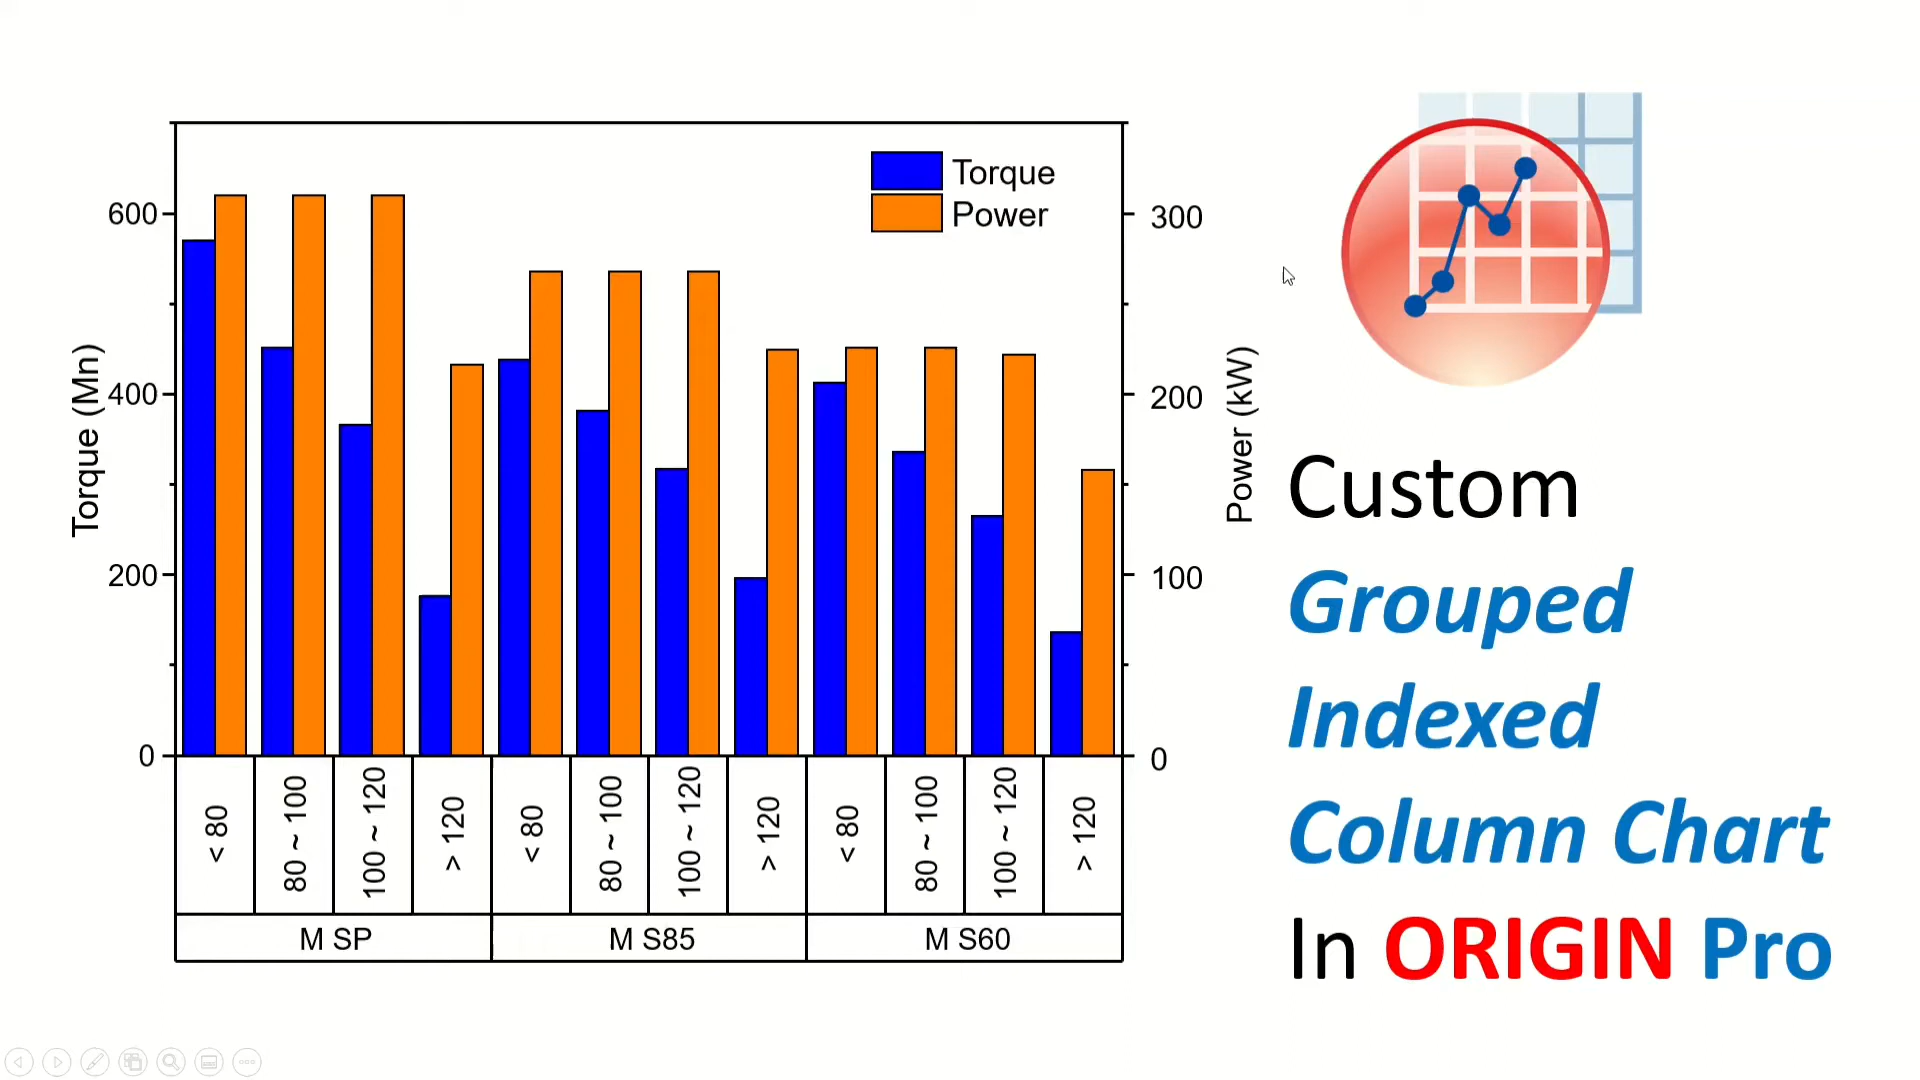 Torque
Power
600
400
200
0
Torque (Mn)
300
200
100
0
Power (kW)
< 80
80 ~ 100
100 ~ 120
> 120
< 80
80 ~ 100
100 ~ 120
> 120
< 80
80 ~ 100
100 ~ 120
> 120
M SP
M S85
M S60
Custom
Grouped
Indexed
Column Chart
In ORIGIN Pro